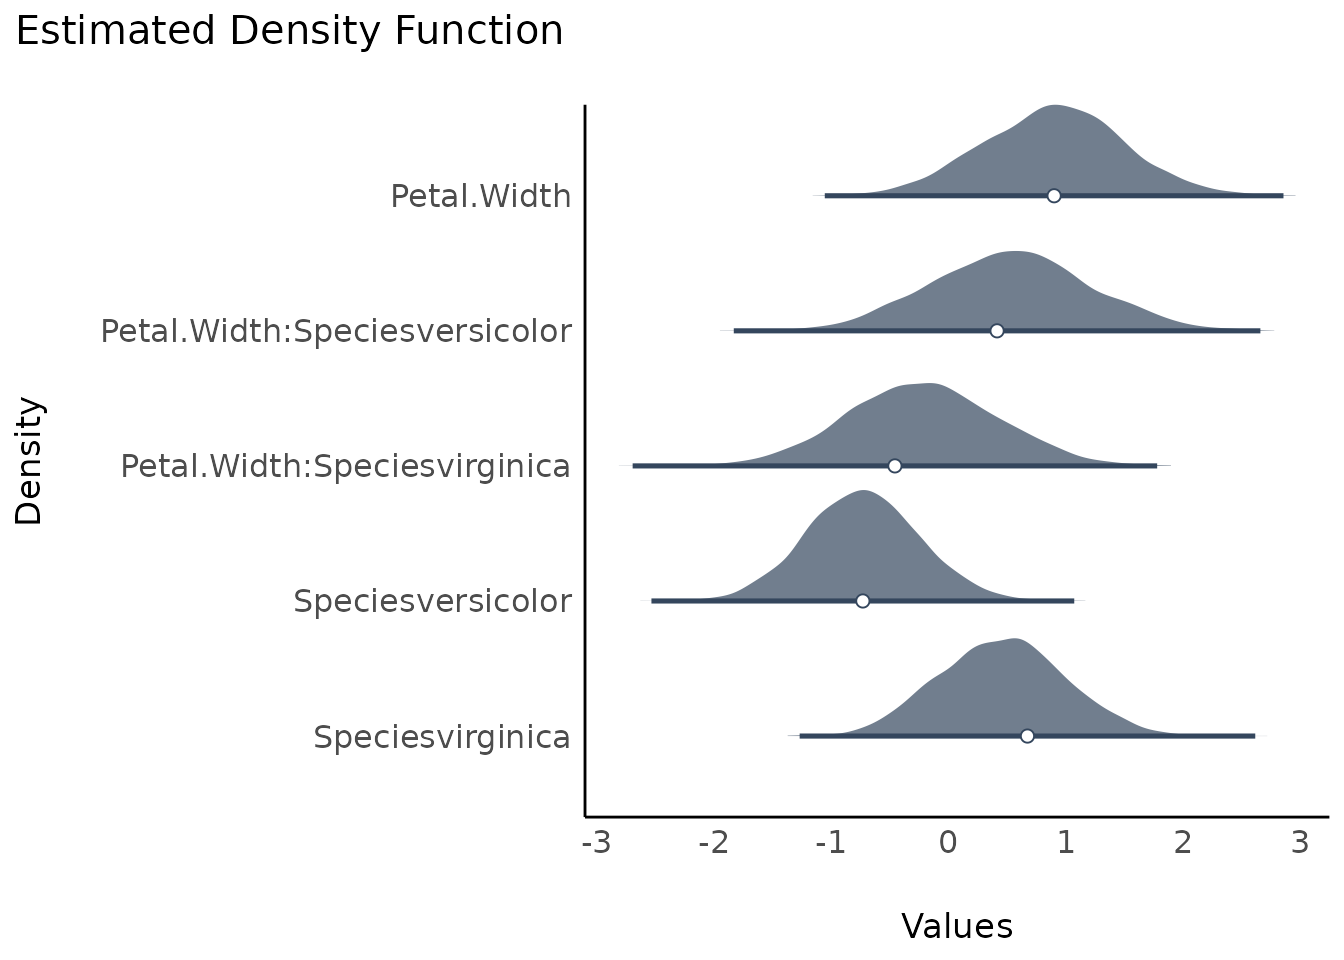 Estimated Density Function
Petal.Width
Petal.Width:Speciesversicolor
Petal.Width:Speciesvirginica
Speciesversicolor
Speciesvirginica
Density
-3 -2 -1 0 1 2 3
Values